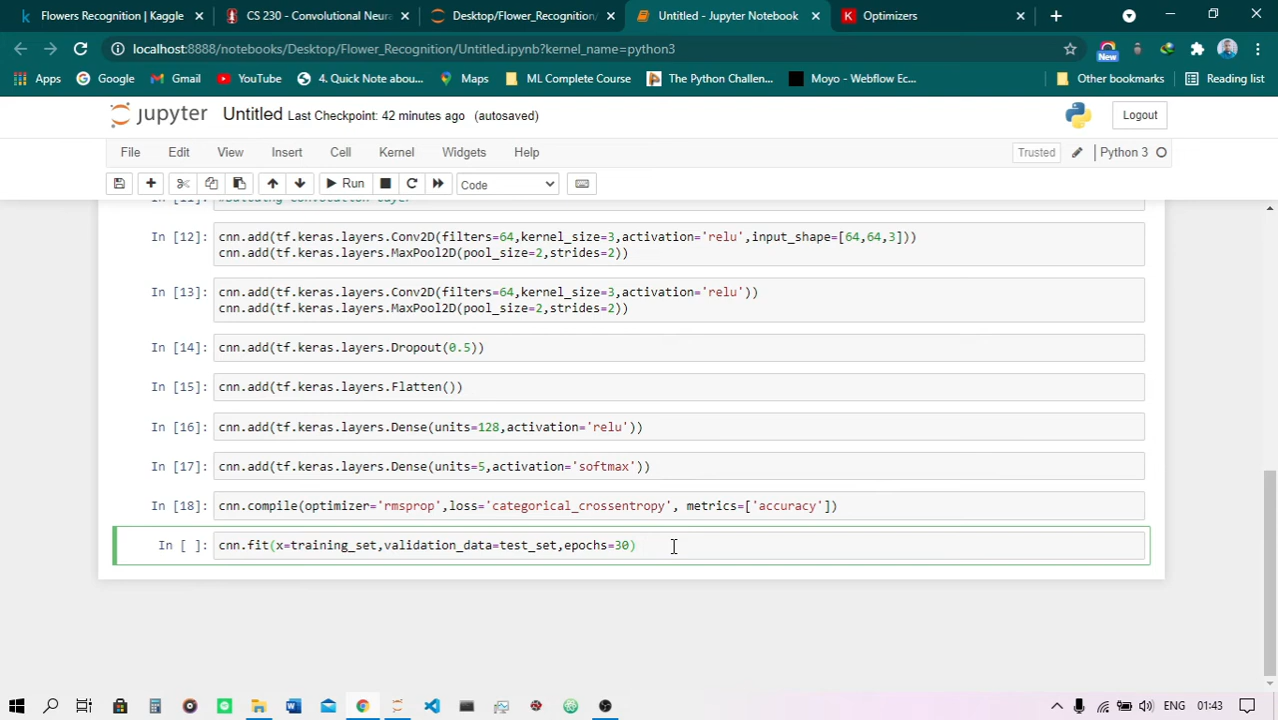 Flowers Recognition | Kaggle
CS 230 - Convolutional Neura
Desktop/Flower_Recognition/
Untitled - Jupyter Notebook
Optimizers
localhost:8888/notebooks/Desktop/Flower_Recognition/Untitled.ipynb?kernel_name=python3
New
Apps
Google
Gmail
YouTube
4. Quick Note abou...
Maps
ML Complete Course
The Python Challen...
Moyo - Webflow Ec...
Other bookmarks
Reading list
jupyter Untitled Last Checkpoint: 42 minutes ago (autosaved)
Logout
File Edit View Insert Cell Kernel Widgets Help
Trusted Python 3
Run Code
In [12]: cnn.add(tf.keras.layers.Conv2D(filters=64,kernel_size=3,activation='relu',input_shape=[64,64,3]))
cnn.add(tf.keras.layers.MaxPool2D(pool_size=2,strides=2))
In [13]: cnn.add(tf.keras.layers.Conv2D(filters=64,kernel_size=3,activation='relu'))
cnn.add(tf.keras.layers.MaxPool2D(pool_size=2,strides=2))
In [14]: cnn.add(tf.keras.layers.Dropout(0.5))
In [15]: cnn.add(tf.keras.layers.Flatten())
In [16]: cnn.add(tf.keras.layers.Dense(units=128,activation='relu'))
In [17]: cnn.add(tf.keras.layers.Dense(units=5,activation='softmax'))
In [18]: cnn.compile(optimizer='rmsprop',loss='categorical_crossentropy', metrics=['accuracy'])
In [ ]: cnn.fit(x=training_set,validation_data=test_set,epochs=30)
ENG 01:43